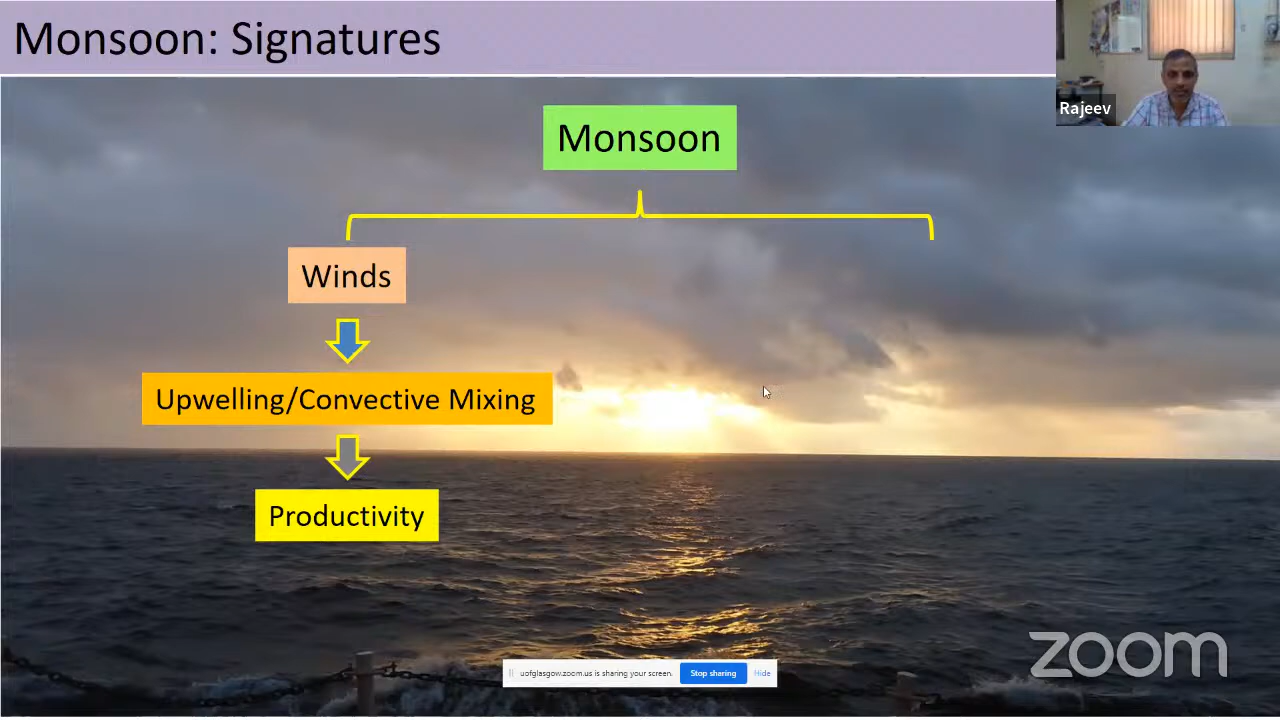 Monsoon: Signatures
Rajeev
Monsoon
Winds
Upwelling/Convective Mixing
Productivity
zoom
uofglasgow.zoom.us is sharing your screen. Stop sharing Hide